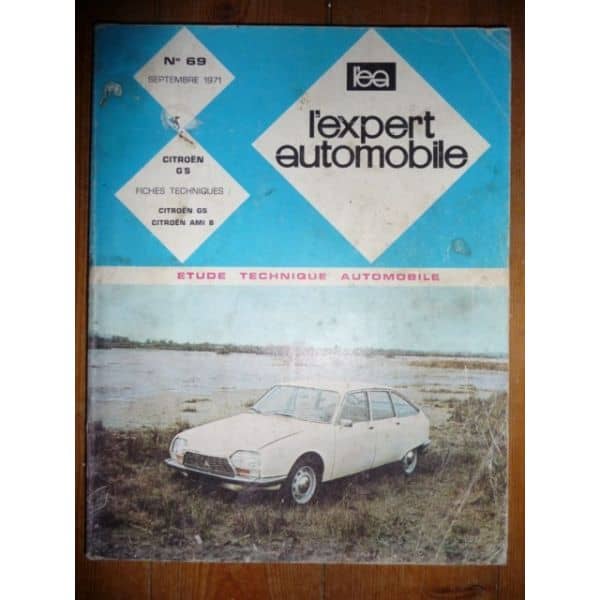 N° 69
SEPTEMBRE 1971
CITROËN
GS
FICHES TECHNIQUES :
CITROËN GS
CITROËN AMI 8
l'ea
l'expert
automobile
ETUDE TECHNIQUE AUTOMOBILE